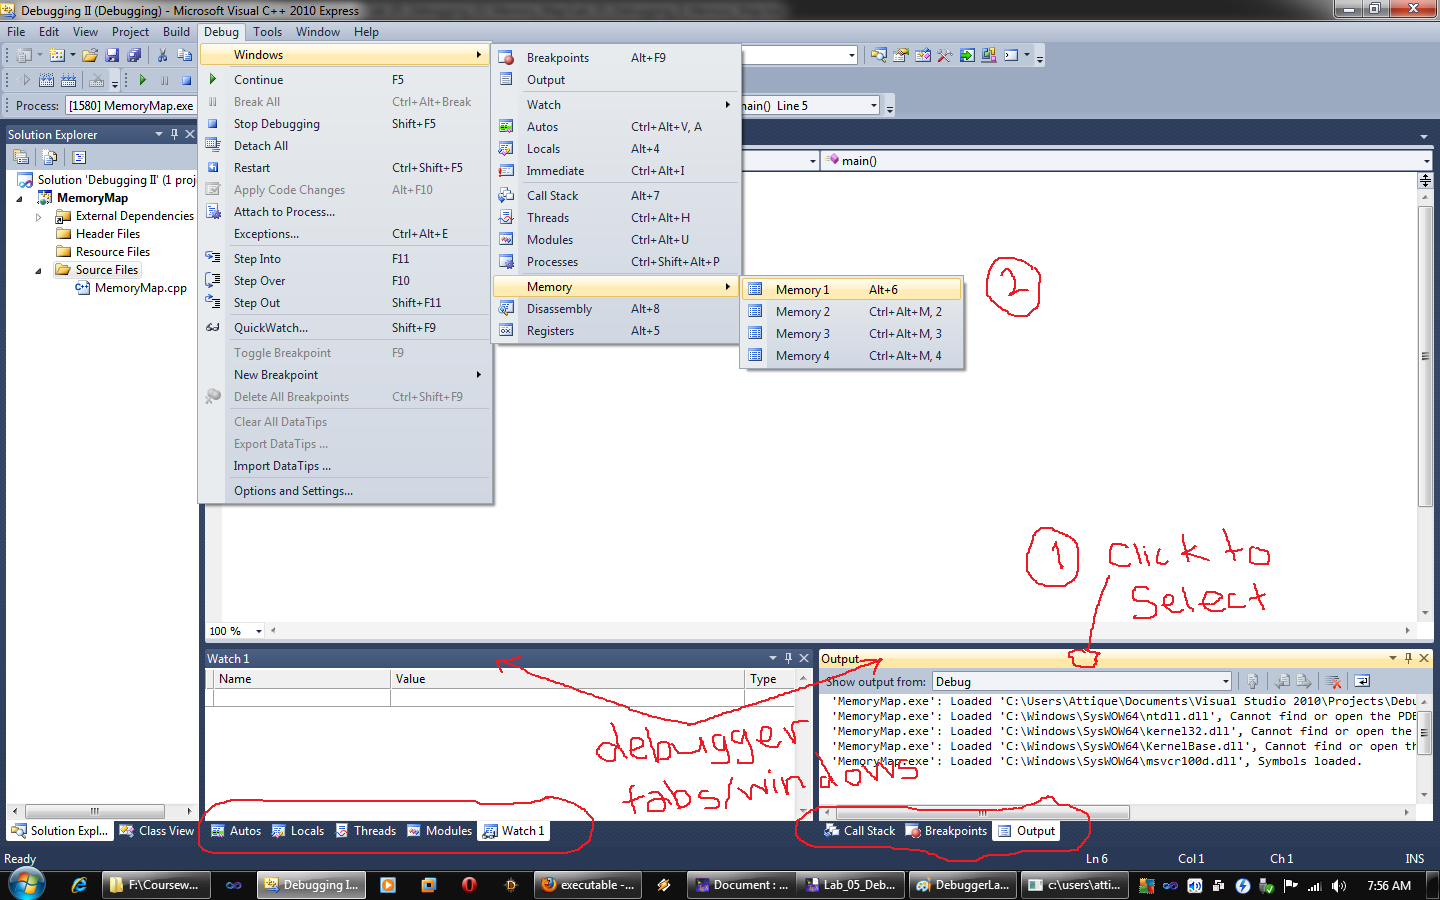 Debugging II (Debugging) - Microsoft Visual C++ 2010 Express
File Edit View Project Build Debug Tools Window Help
Process: [1580] MemoryMap.exe
main() Line 5
Windows
Continue F5
Break All Ctrl+Alt+Break
Stop Debugging Shift+F5
Detach All
Restart Ctrl+Shift+F5
Apply Code Changes Alt+F10
Attach to Process...
Exceptions... Ctrl+Alt+E
Step Into F11
Step Over F10
Step Out Shift+F11
QuickWatch... Shift+F9
Toggle Breakpoint F9
New Breakpoint
Delete All Breakpoints Ctrl+Shift+F9
Clear All DataTips
Export DataTips ...
Import DataTips ...
Options and Settings...
Breakpoints Alt+F9
Output
Watch
Autos Ctrl+Alt+V, A
Locals Alt+4
Immediate Ctrl+Alt+I
Call Stack Alt+7
Threads Ctrl+Alt+H
Modules Ctrl+Alt+U
Processes Ctrl+Shift+Alt+P
Memory
Disassembly Alt+8
Registers Alt+5
Memory 1 Alt+6
Memory 2 Ctrl+Alt+M, 2
Memory 3 Ctrl+Alt+M, 3
Memory 4 Ctrl+Alt+M, 4
Solution Explorer
Solution 'Debugging II' (1 proj
MemoryMap
External Dependencies
Header Files
Resource Files
Source Files
MemoryMap.cpp
main()
2
1 Click to
Select
100 %
Watch 1
Name Value Type
debugger
tabs/windows
Output
Show output from: Debug
'MemoryMap.exe': Loaded 'C:\Users\Attique\Documents\Visual Studio 2010\Projects\Debu
'MemoryMap.exe': Loaded 'C:\Windows\SysWOW64\ntdll.dll', Cannot find or open the PDB
'MemoryMap.exe': Loaded 'C:\Windows\SysWOW64\kernel32.dll', Cannot find or open the
'MemoryMap.exe': Loaded 'C:\Windows\SysWOW64\KernelBase.dll', Cannot find or open th
'MemoryMap.exe': Loaded 'C:\Windows\SysWOW64\msvcr100d.dll', Symbols loaded.
Solution Expl... Class View Autos Locals Threads Modules Watch 1 Call Stack Breakpoints Output
Ready Ln 6 Col 1 Ch 1 INS
F:\Coursew... Debugging I... executable - ... Document : ... Lab_05_Deb... DebuggerLa... c:\users\atti... 7:56 AM